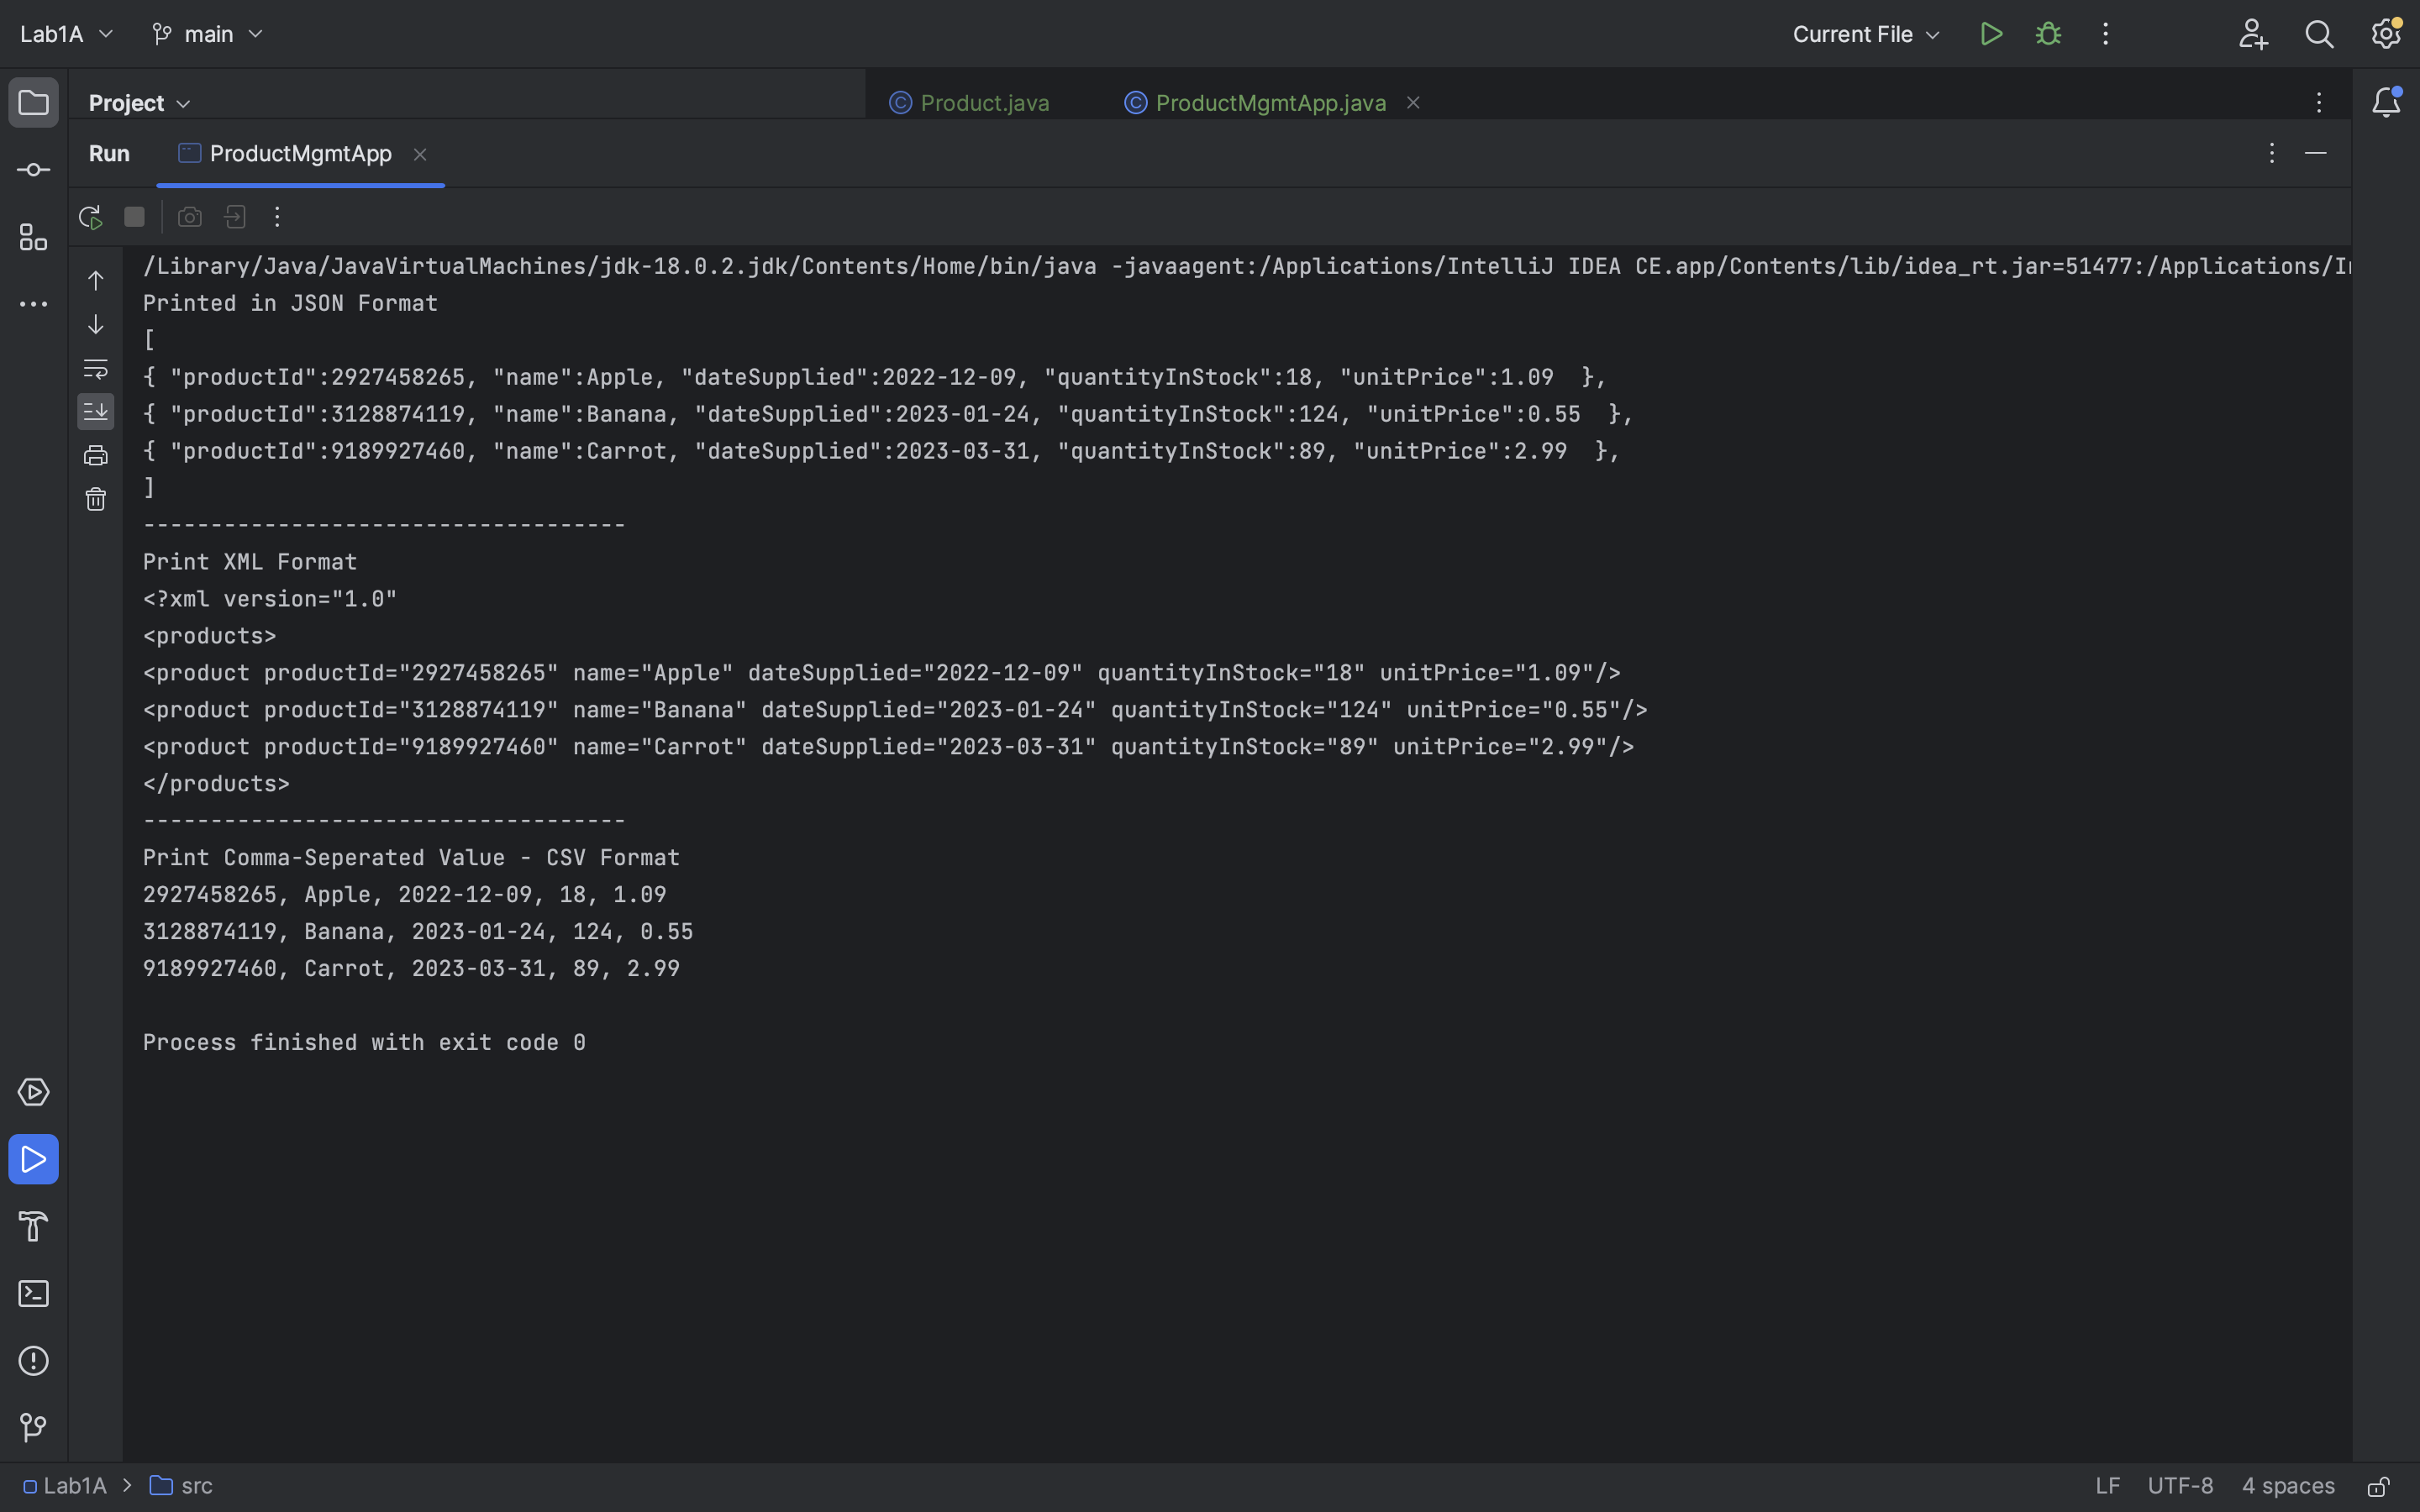 Lab1A main Current File
Project Product.java ProductMgmtApp.java
Run ProductMgmtApp
/Library/Java/JavaVirtualMachines/jdk-18.0.2.jdk/Contents/Home/bin/java -javaagent:/Applications/IntelliJ IDEA CE.app/Contents/lib/idea_rt.jar=51477:/Applications/
Printed in JSON Format
[
{ "productId":2927458265, "name":Apple, "dateSupplied":2022-12-09, "quantityInStock":18, "unitPrice":1.09  },
{ "productId":3128874119, "name":Banana, "dateSupplied":2023-01-24, "quantityInStock":124, "unitPrice":0.55  },
{ "productId":9189927460, "name":Carrot, "dateSupplied":2023-03-31, "quantityInStock":89, "unitPrice":2.99  },
]
------------------------------------
Print XML Format
<?xml version="1.0"
<products>
<product productId="2927458265" name="Apple" dateSupplied="2022-12-09" quantityInStock="18" unitPrice="1.09"/>
<product productId="3128874119" name="Banana" dateSupplied="2023-01-24" quantityInStock="124" unitPrice="0.55"/>
<product productId="9189927460" name="Carrot" dateSupplied="2023-03-31" quantityInStock="89" unitPrice="2.99"/>
</products>
------------------------------------
Print Comma-Seperated Value - CSV Format
2927458265, Apple, 2022-12-09, 18, 1.09
3128874119, Banana, 2023-01-24, 124, 0.55
9189927460, Carrot, 2023-03-31, 89, 2.99
Process finished with exit code 0
Lab1A > src LF UTF-8 4 spaces